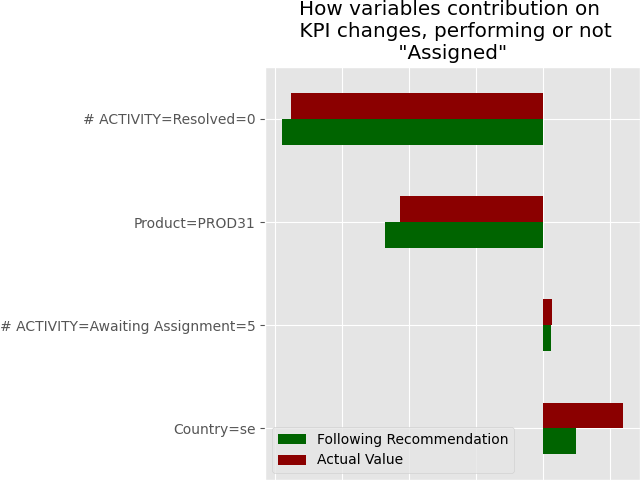 How variables contribution on
KPI changes, performing or not
"Assigned"
# ACTIVITY=Resolved=0
Product=PROD31
# ACTIVITY=Awaiting Assignment=5
Country=se
Following Recommendation
Actual Value